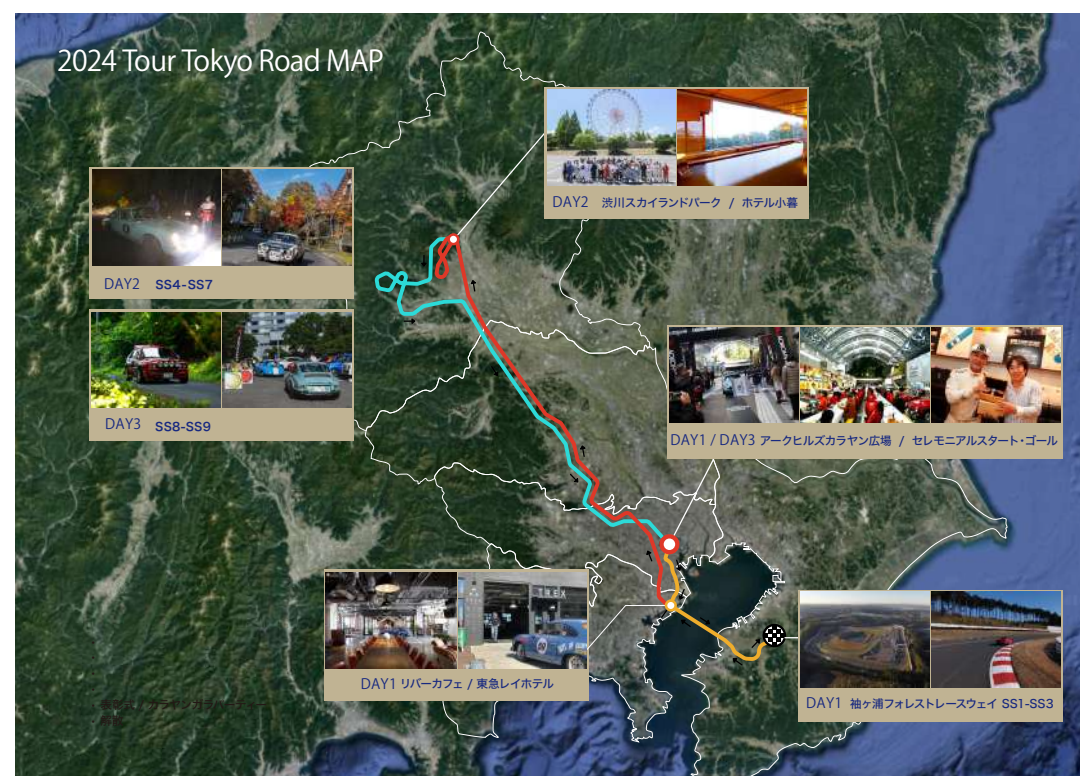 2024 Tour Tokyo Road MAP
DAY2 渋川スカイランドパーク / ホテル小暮
DAY2 SS4-SS7
DAY3 SS8-SS9
DAY1 / DAY3 アークヒルズカラヤン広場 / セレモニアルスタート・ゴール
DAY1 リバーカフェ / 東急レイホテル
DAY1 袖ヶ浦フォレストレースウェイ SS1-SS3